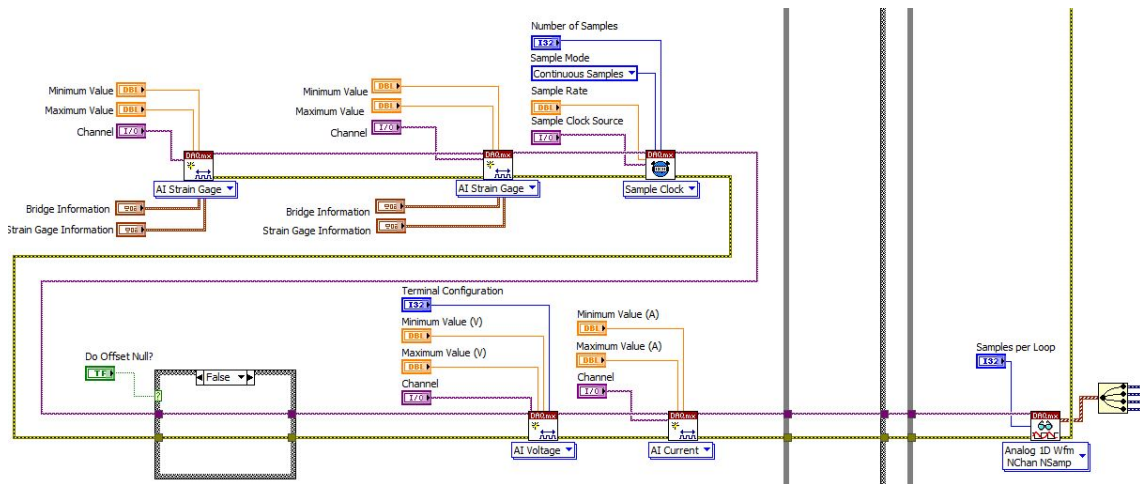 Number of Samples
I32
Sample Mode
Continuous Samples
Minimum Value
DBL
Minimum Value
DBL
Sample Rate
DBL
Maximum Value
DBL
Maximum Value
DBL
Sample Clock Source
I/O
Channel
I/O
Channel
I/O
DAQmx
DAQmx
DAQmx
AI Strain Gage
AI Strain Gage
Sample Clock
Bridge Information
Bridge Information
Strain Gage Information
Strain Gage Information
Terminal Configuration
I32
Minimum Value (A)
DBL
Minimum Value (V)
DBL
Maximum Value (A)
DBL
Samples per Loop
I32
Do Offset Null?
TF
Maximum Value (V)
DBL
False
Channel
I/O
Channel
I/O
?
DAQmx
DAQmx
DAQmx
AI Voltage
AI Current
Analog 1D Wfm
NChan NSamp